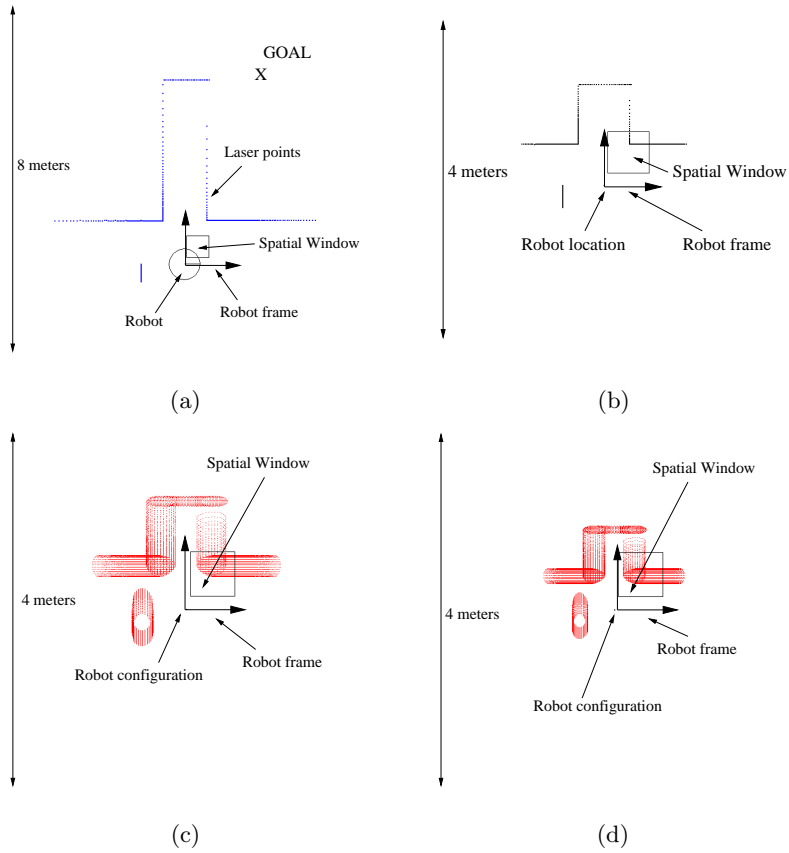 GOAL
X
Laser points
8 meters
Spatial Window
Robot frame
Robot
(a)
4 meters
Spatial Window
Robot location
Robot frame
(b)
Spatial Window
4 meters
Robot frame
Robot configuration
(c)
Spatial Window
4 meters
Robot frame
Robot configuration
(d)